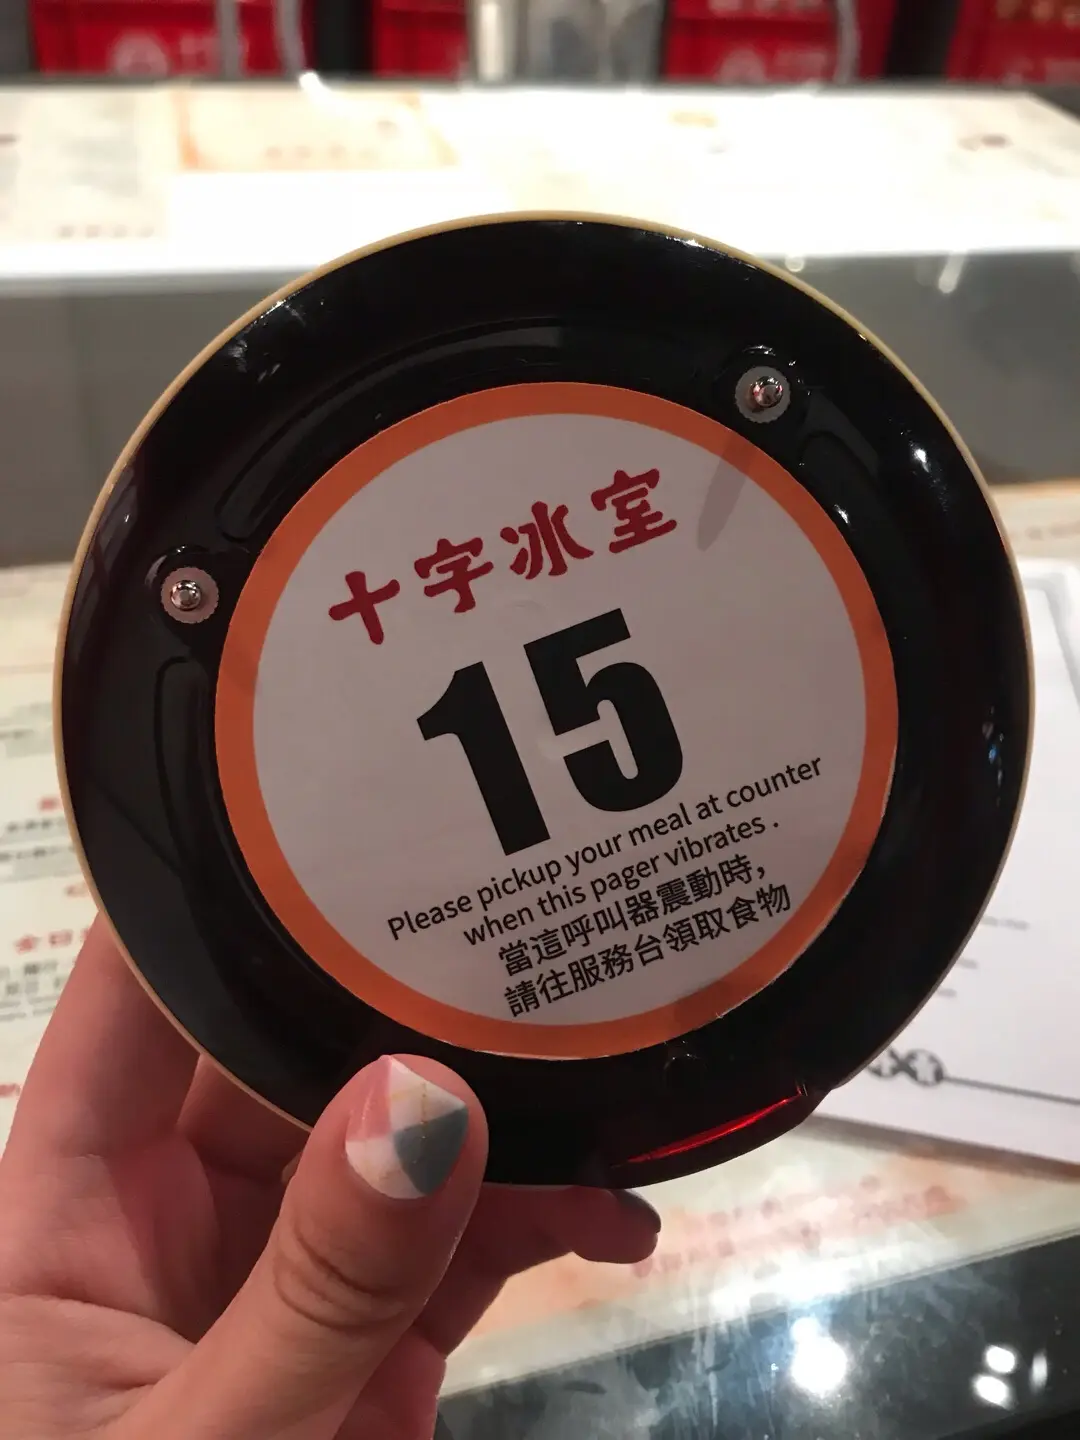 十字冰室
15
Please pickup your meal at counter
when this pager vibrates .
當這呼叫器震動時，
請往服務台領取食物